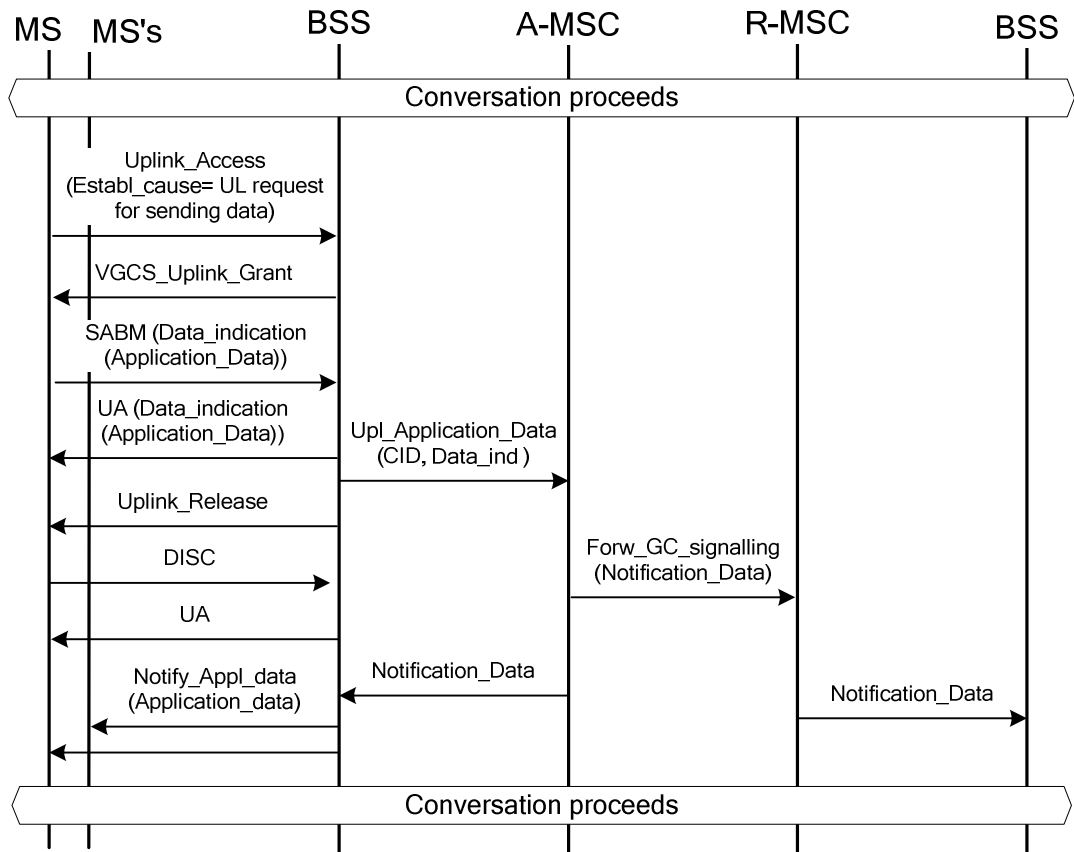 MS
MS's
BSS
A-MSC
R-MSC
BSS
Conversation proceeds
Uplink_Access
(Establ_cause= UL request
for sending data)
VGCS_Uplink_Grant
SABM (Data_indication
(Application_Data))
UA (Data_indication
(Application_Data))
Upl_Application_Data
(CID, Data_ind )
Uplink_Release
Forw_GC_signalling
(Notification_Data)
DISC
UA
Notify_Appl_data
(Application_data)
Notification_Data
Notification_Data
Conversation proceeds